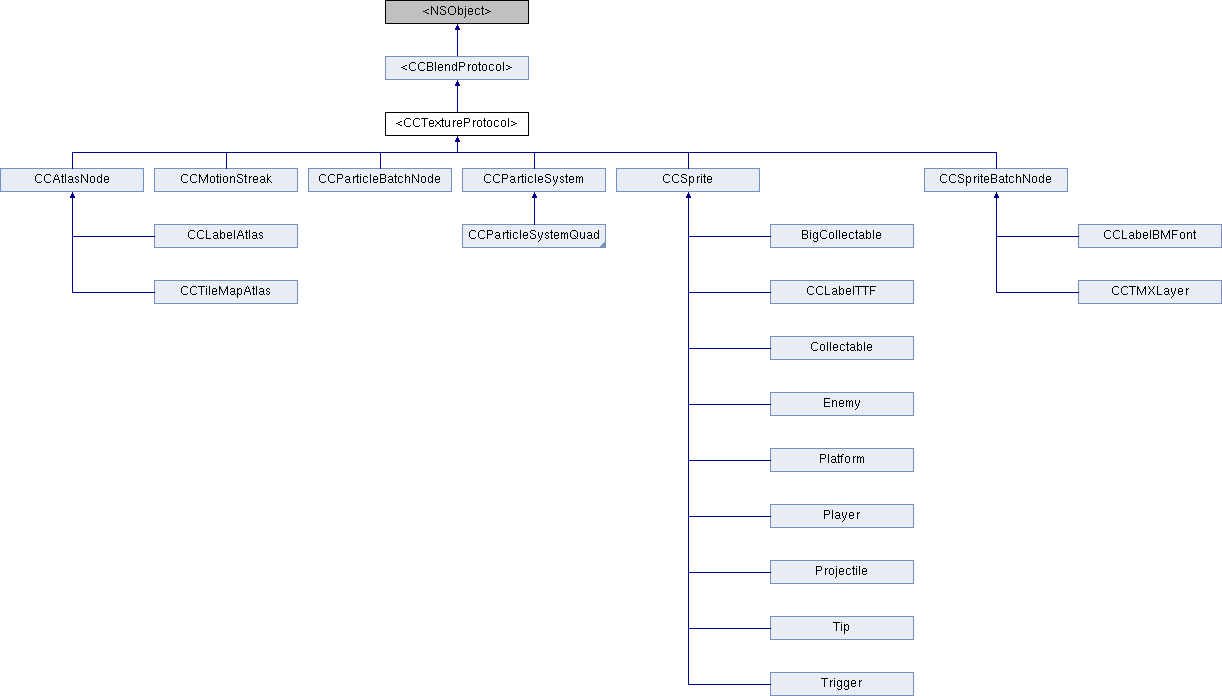 <NSObject>
<CCBlendProtocol>
<CCTextureProtocol>
CCAtlasNode
CCMotionStreak
CCParticleBatchNode
CCParticleSystem
CCSprite
CCSpriteBatchNode
CCLabelAtlas
CCParticleSystemQuad
BigCollectable
CCLabelBMFont
CCTileMapAtlas
CCLabelTTF
CCTMXLayer
Collectable
Enemy
Platform
Player
Projectile
Tip
Trigger